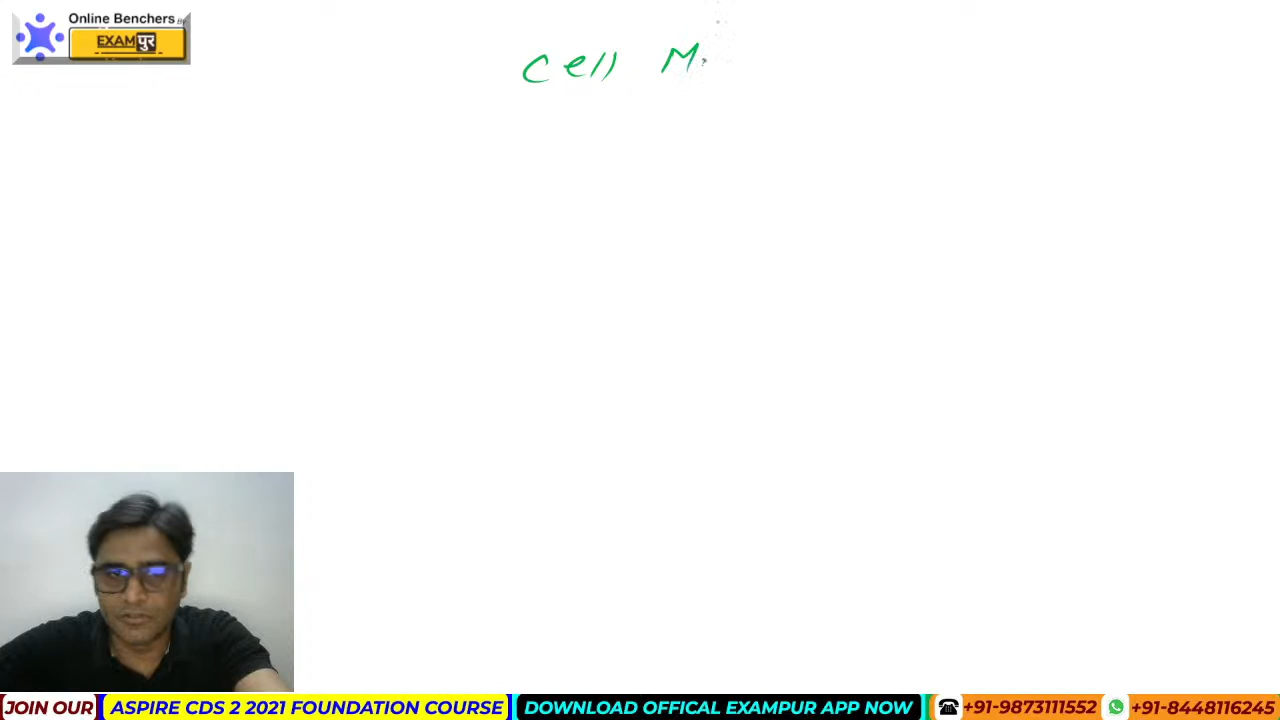 Online Benchers By
EXAMपुर
Cell M
JOIN OUR ASPIRE CDS 2 2021 FOUNDATION COURSE DOWNLOAD OFFICAL EXAMPUR APP NOW +91-9873111552 +91-8448116245